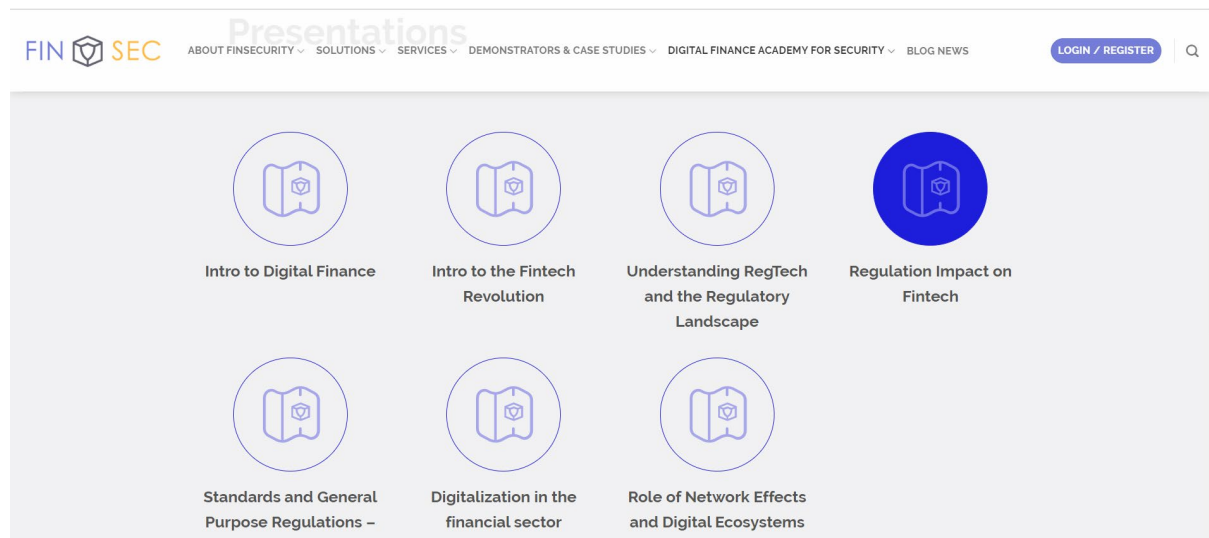 Presentations
FIN SEC
ABOUT FINSECURITY SOLUTIONS SERVICES DEMONSTRATORS & CASE STUDIES DIGITAL FINANCE ACADEMY FOR SECURITY BLOG NEWS
LOGIN / REGISTER
Intro to Digital Finance
Intro to the Fintech
Revolution
Understanding RegTech
and the Regulatory
Landscape
Regulation Impact on
Fintech
Standards and General
Purpose Regulations –
Digitalization in the
financial sector
Role of Network Effects
and Digital Ecosystems